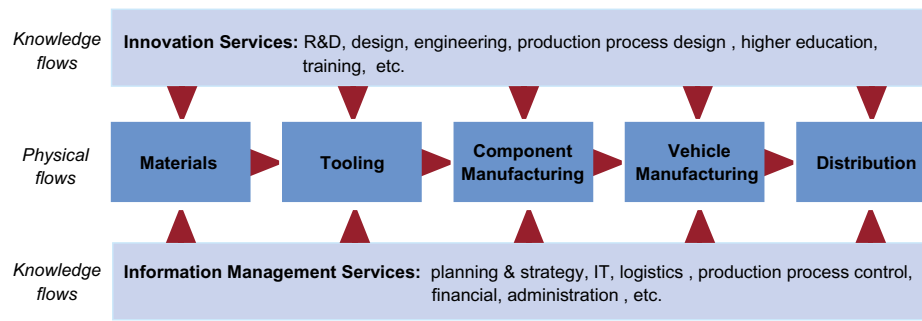 Knowledge
flows
Innovation Services: R&D, design, engineering, production process design , higher education,
training, etc.
Physical
flows
Materials
Tooling
Component
Manufacturing
Vehicle
Manufacturing
Distribution
Knowledge
flows
Information Management Services: planning & strategy, IT, logistics , production process control,
financial, administration , etc.